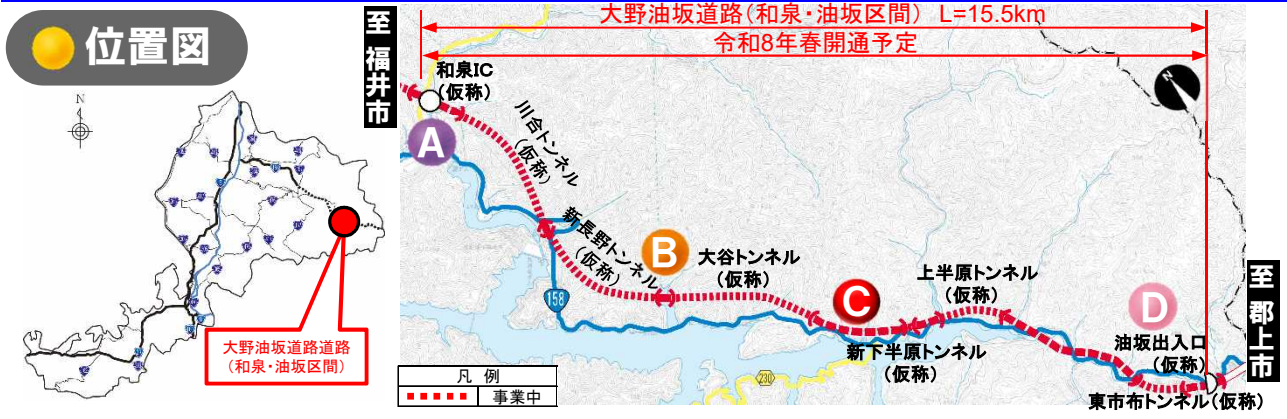 位置図
N
大野油坂道路道路
(和泉・油坂区間)
至 福井市
大野油坂道路(和泉・油坂区間) L=15.5km
令和8年春開通予定
和泉IC
(仮称)
A
川合トンネル
(仮称)
新長野トンネル
(仮称)
B
大谷トンネル
(仮称)
158
C
上半原トンネル
(仮称)
新下半原トンネル
(仮称)
230
D
油坂出入口
(仮称)
東市布トンネル(仮称)
至 郡上市
凡 例
事業中